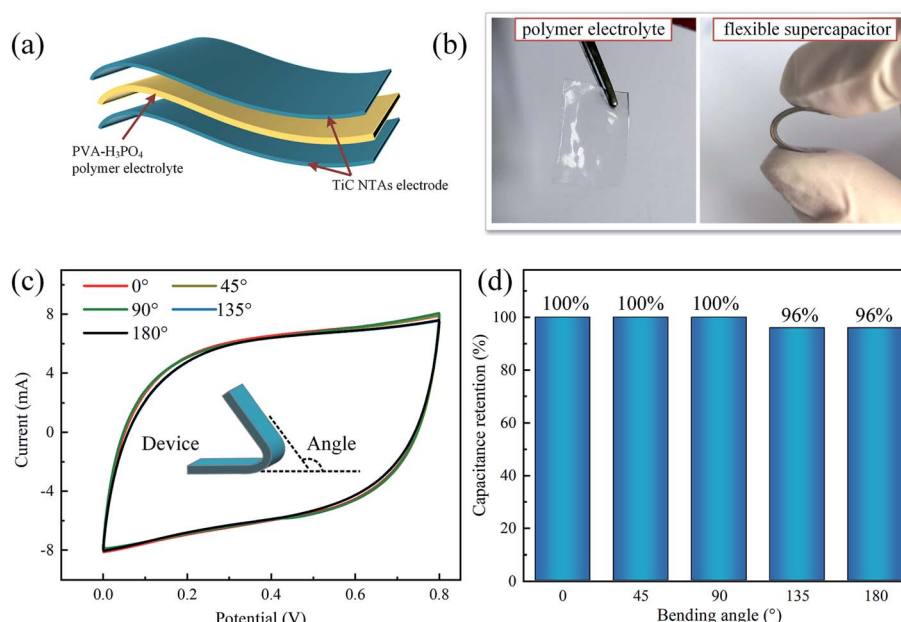 (a)
PVA-H₃PO₄
polymer electrolyte
TiC NTAs electrode
(b)
polymer electrolyte
flexible supercapacitor
(c)
0°
45°
90°
135°
180°
8
4
0
-4
-8
Current (mA)
Device
Angle
0.0
0.2
0.4
0.6
0.8
Potential (V)
(d)
100%
100%
100%
96%
96%
120
100
80
60
40
20
0
Capacitance retention (%)
0
45
90
135
180
Bending angle (°)